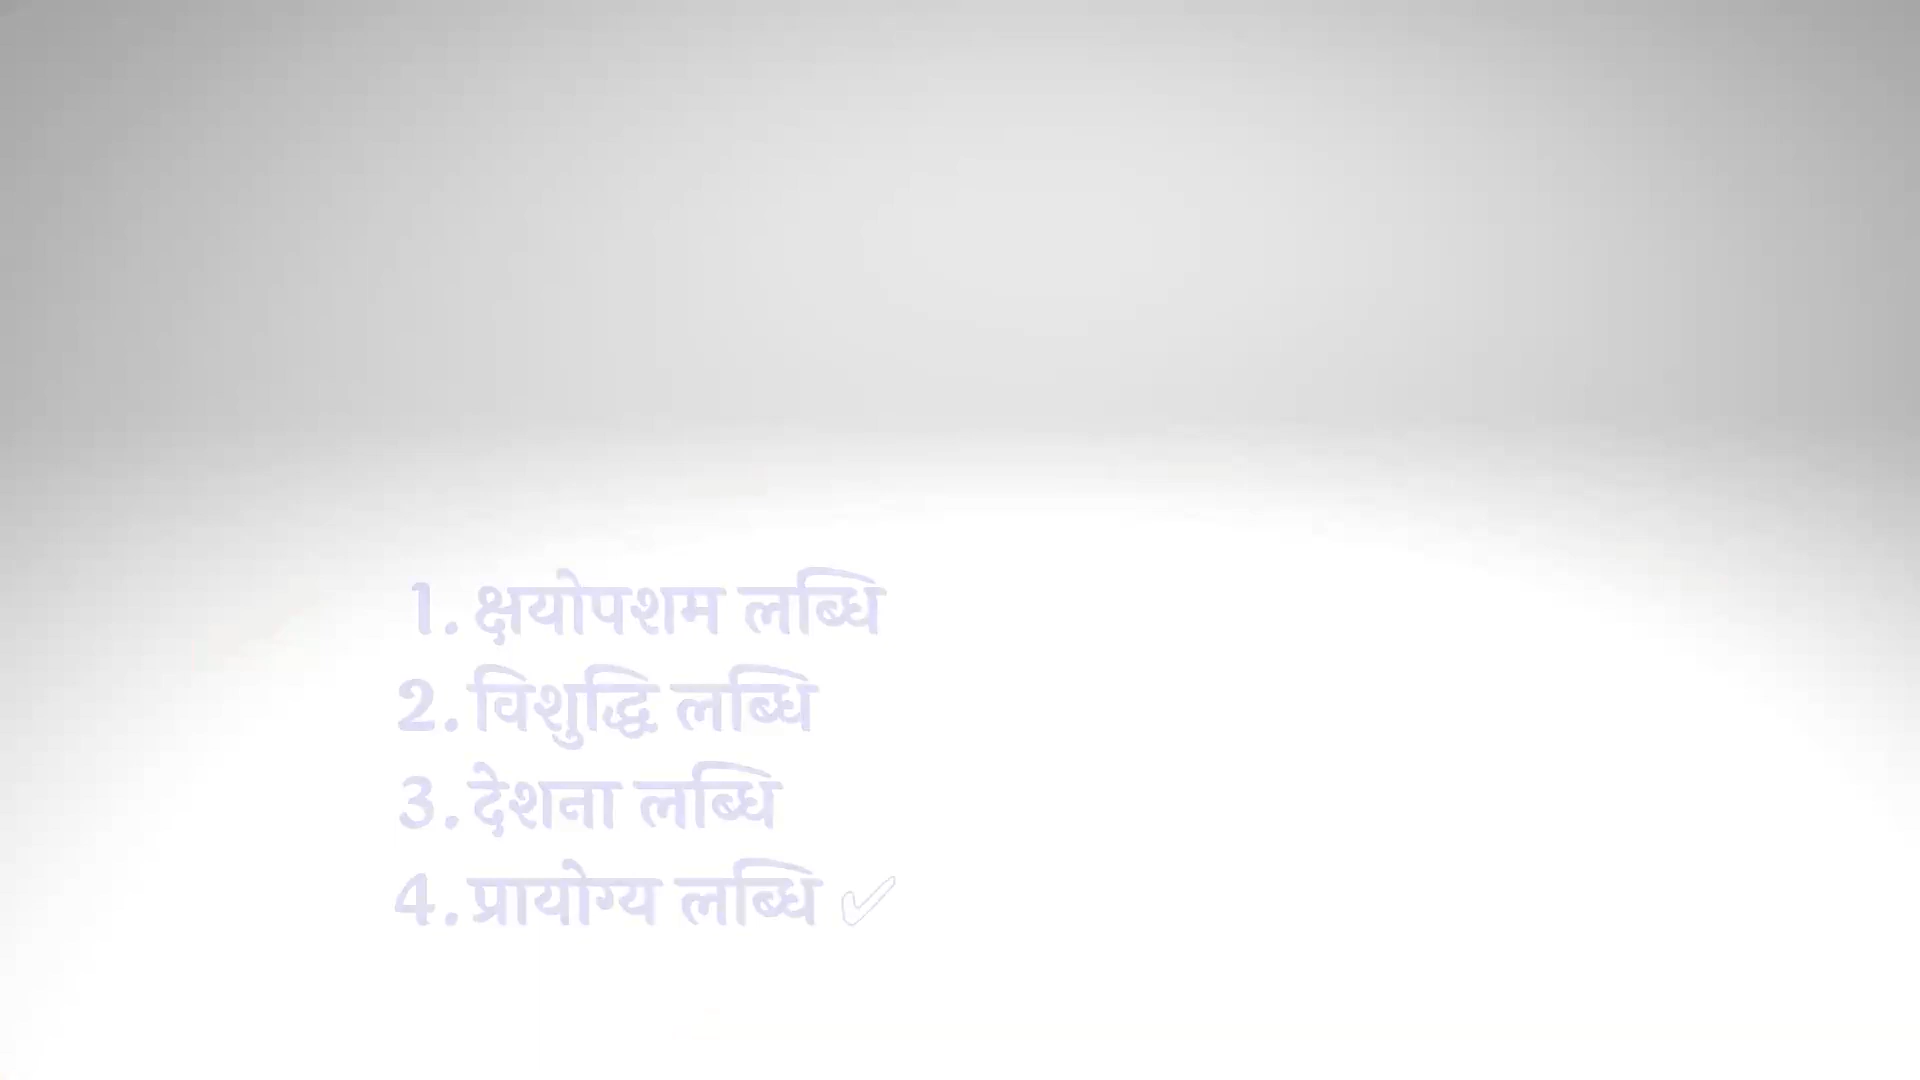 1. क्षयोपशम लब्धि
2. विशुद्धि लब्धि
3. देशना लब्धि
4. प्रायोग्य लब्धि ✓